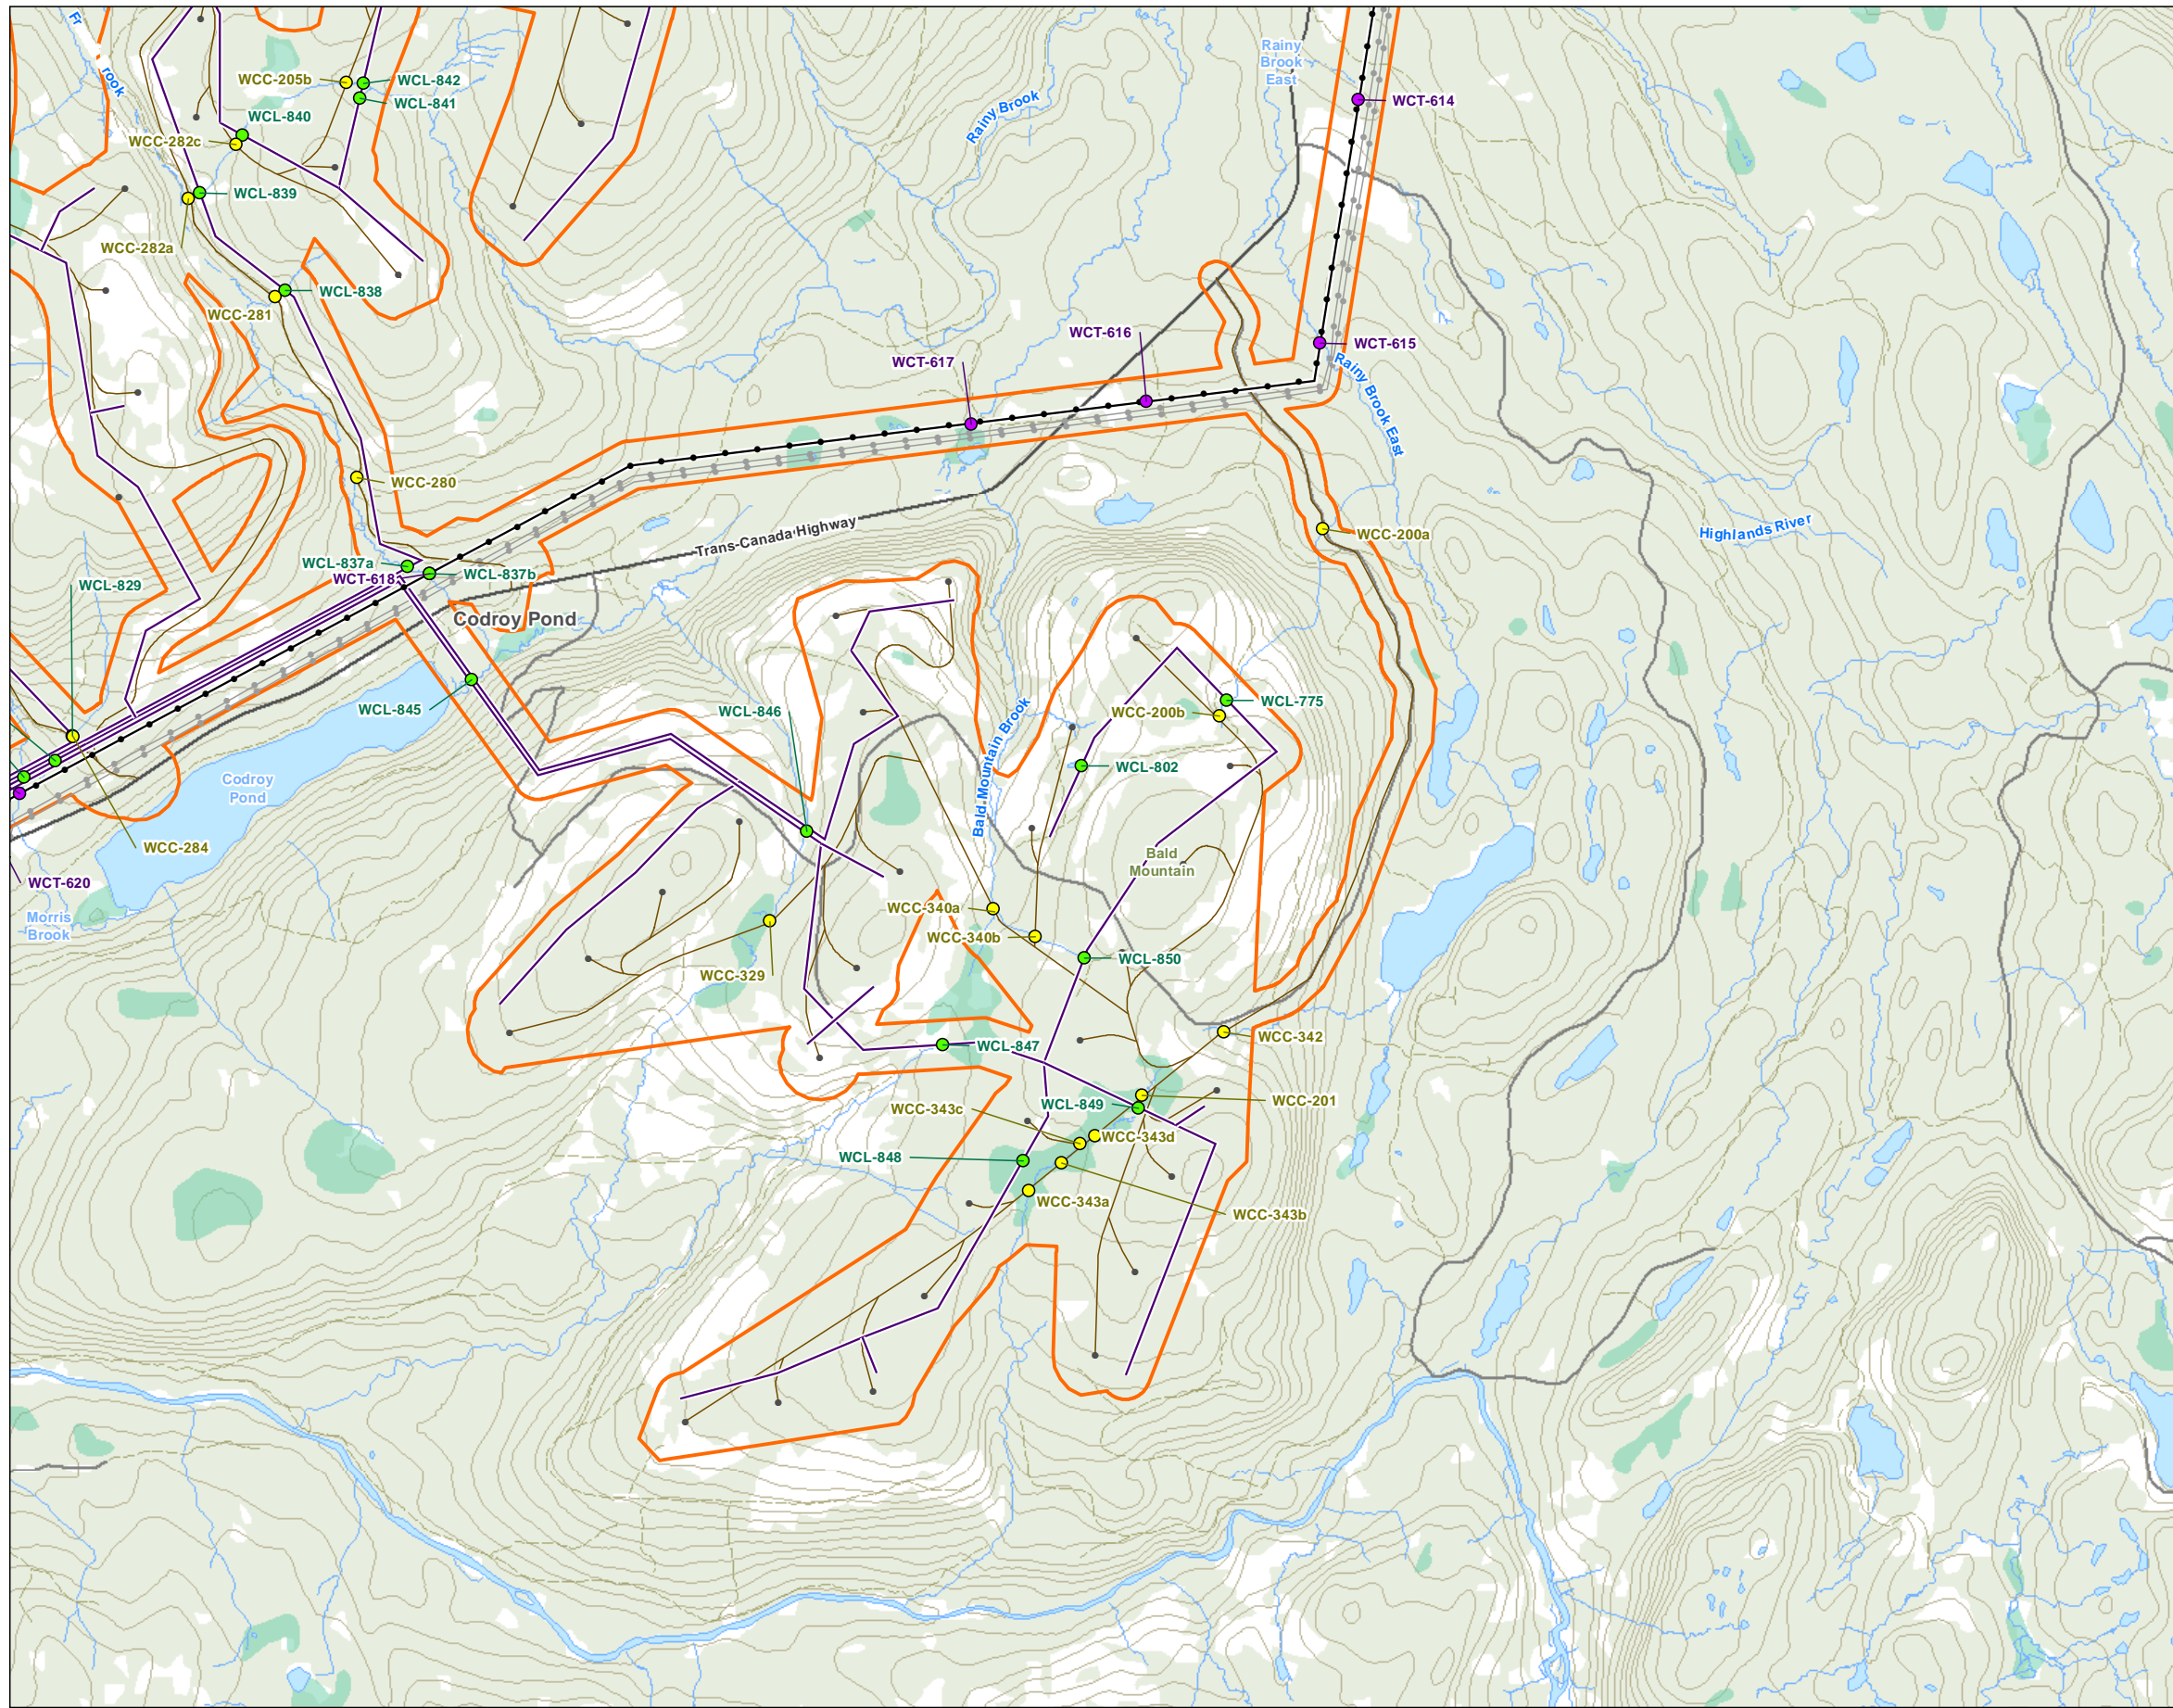 Fr
rook
WCC-205b
WCL-842
WCL-841
WCL-840
WCC-282c
WCL-839
WCC-282a
WCL-838
WCC-281
WCC-280
Rainy Brook
Rainy
Brook
East
WCT-614
WCT-616
WCT-615
WCT-617
Rainy Brook East
Trans-Canada Highway
WCC-200a
Highlands River
WCL-829
WCL-837a
WCT-618
WCL-837b
Codroy Pond
WCL-845
WCL-846
WCC-200b
WCL-775
Bald Mountain Brook
WCL-802
Codroy
Pond
WCC-284
WCT-620
Morris
Brook
Bald
Mountain
WCC-340a
WCC-340b
WCC-329
WCL-850
WCL-847
WCC-342
WCL-849
WCC-201
WCC-343c
WCC-343d
WCL-848
WCC-343a
WCC-343b